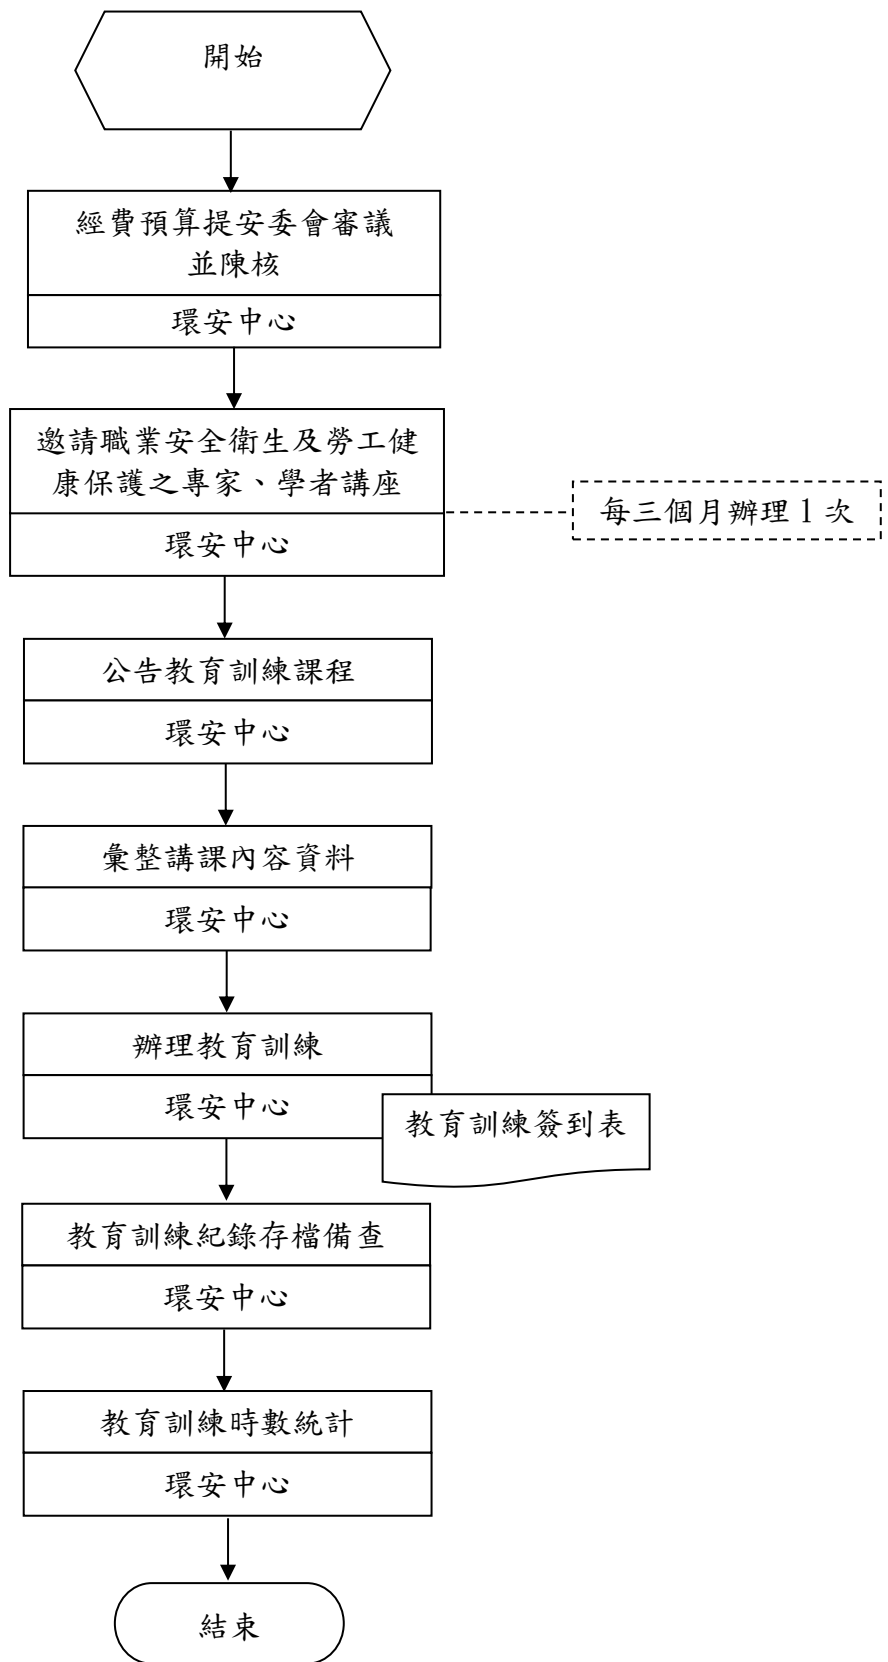 開始
經費預算提安委會審議
並陳核
環安中心
邀請職業安全衛生及勞工健
康保護之專家、學者講座
環安中心
每三個月辦理 1 次
公告教育訓練課程
環安中心
彙整講課內容資料
環安中心
辦理教育訓練
環安中心
教育訓練簽到表
教育訓練紀錄存檔備查
環安中心
教育訓練時數統計
環安中心
結束